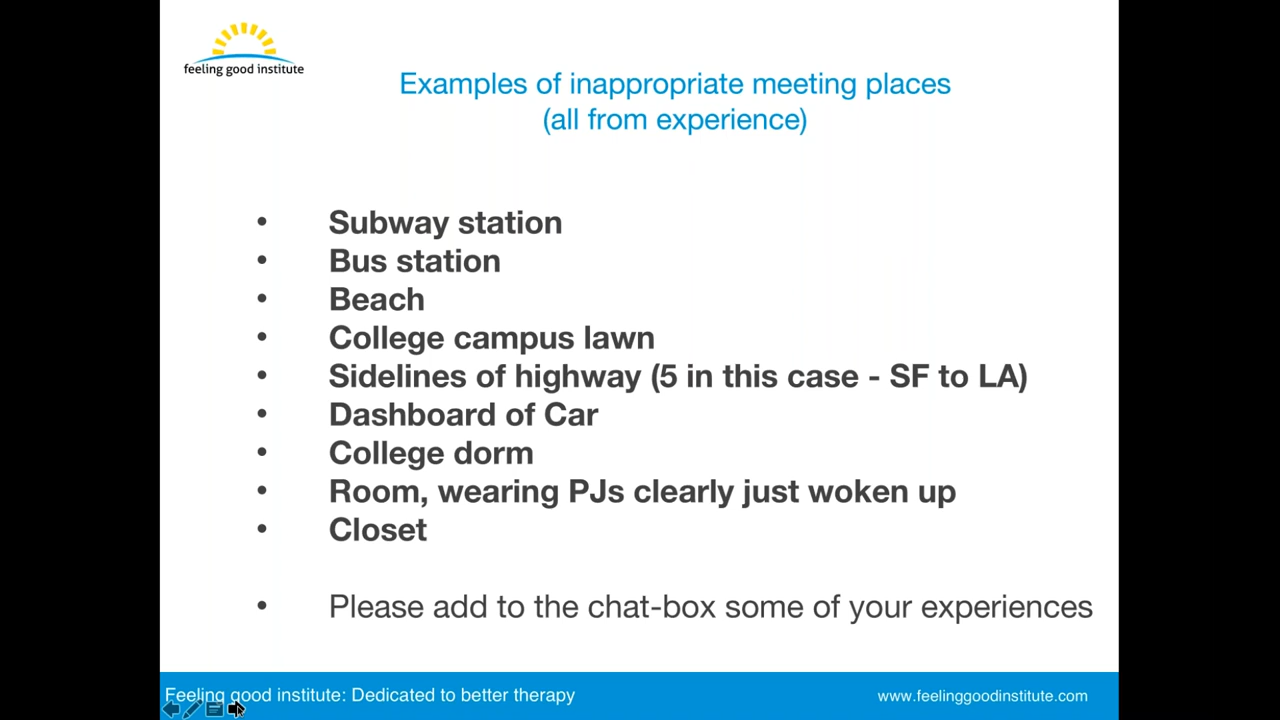 feeling good institute
Examples of inappropriate meeting places
(all from experience)
• Subway station
• Bus station
• Beach
• College campus lawn
• Sidelines of highway (5 in this case - SF to LA)
• Dashboard of Car
• College dorm
• Room, wearing PJs clearly just woken up
• Closet
• Please add to the chat-box some of your experiences
Feeling good institute: Dedicated to better therapy
www.feelinggoodinstitute.com